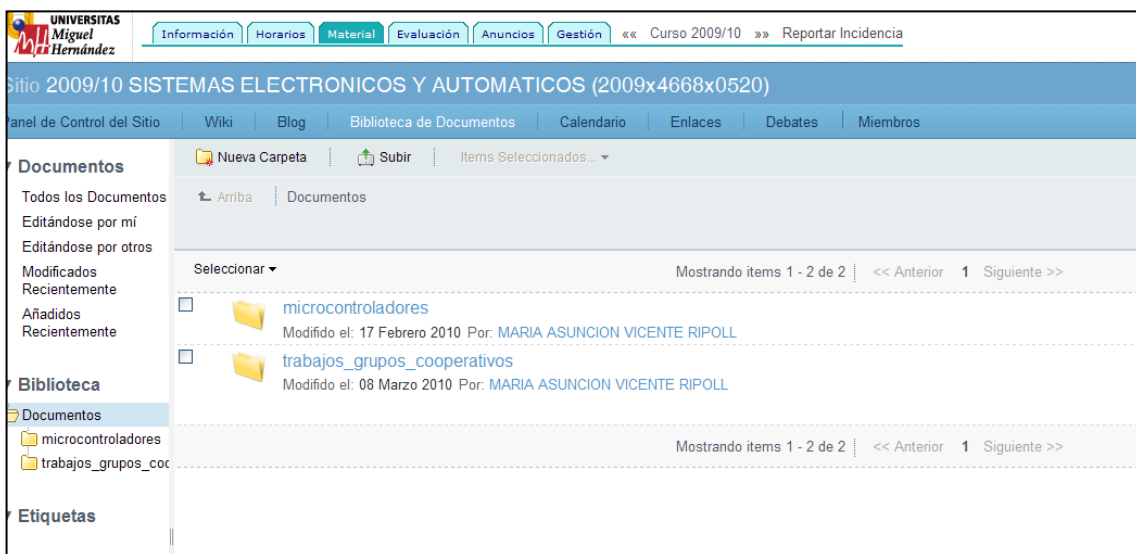 UNIVERSITAS
Miguel
Hernández
Información Horarios Material Evaluación Anuncios Gestión «« Curso 2009/10 »» Reportar Incidencia
Sitio 2009/10 SISTEMAS ELECTRONICOS Y AUTOMATICOS (2009x4668x0520)
Panel de Control del Sitio Wiki Blog Biblioteca de Documentos Calendario Enlaces Debates Miembros
Documentos
Todos los Documentos
Editándose por mí
Editándose por otros
Modificados
Recientemente
Añadidos
Recientemente
Biblioteca
Documentos
microcontroladores
trabajos_grupos_coo
Etiquetas
Nueva Carpeta Subir Items Seleccionados...
Arriba Documentos
Seleccionar Mostrando items 1 - 2 de 2 << Anterior 1 Siguiente >>
microcontroladores
Modifido el: 17 Febrero 2010 Por: MARIA ASUNCION VICENTE RIPOLL
trabajos_grupos_cooperativos
Modifido el: 08 Marzo 2010 Por: MARIA ASUNCION VICENTE RIPOLL
Mostrando items 1 - 2 de 2 << Anterior 1 Siguiente >>